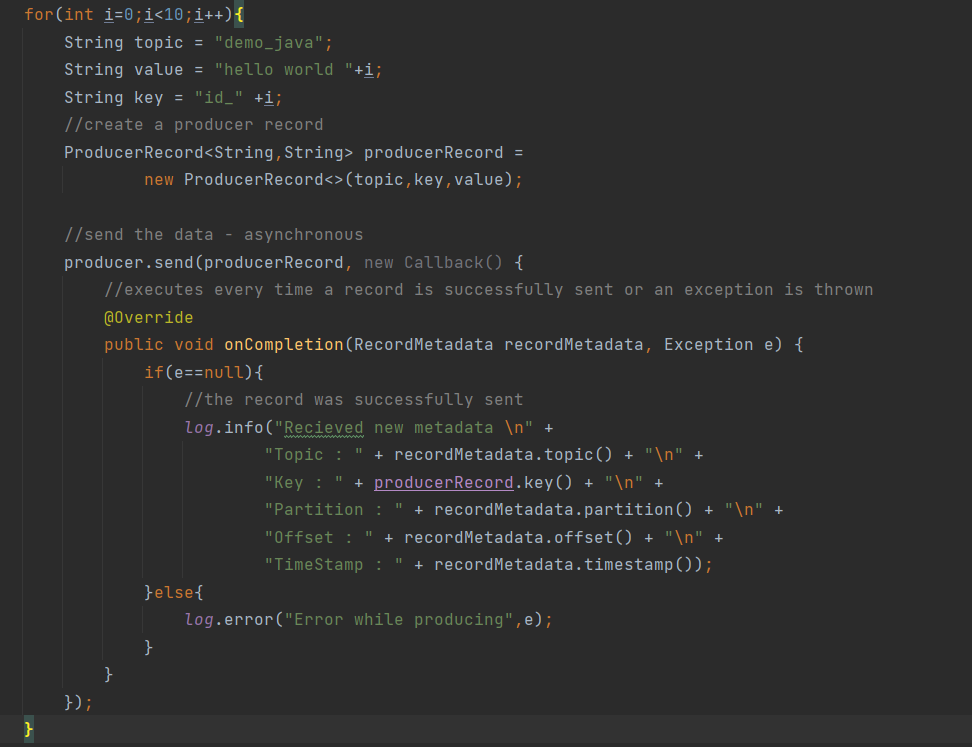 for(int i=0;i<10;i++){
    String topic = "demo_java";
    String value = "hello world "+i;
    String key = "id_" +i;
    //create a producer record
    ProducerRecord<String,String> producerRecord =
            new ProducerRecord<>(topic,key,value);

    //send the data - asynchronous
    producer.send(producerRecord, new Callback() {
        //executes every time a record is successfully sent or an exception is thrown
        @Override
        public void onCompletion(RecordMetadata recordMetadata, Exception e) {
            if(e==null){
                //the record was successfully sent
                log.info("Recieved new metadata \n" +
                        "Topic : " + recordMetadata.topic() + "\n" +
                        "Key : " + producerRecord.key() + "\n" +
                        "Partition : " + recordMetadata.partition() + "\n" +
                        "Offset : " + recordMetadata.offset() + "\n" +
                        "TimeStamp : " + recordMetadata.timestamp());
            }else{
                log.error("Error while producing",e);
            }
        }
    });
}